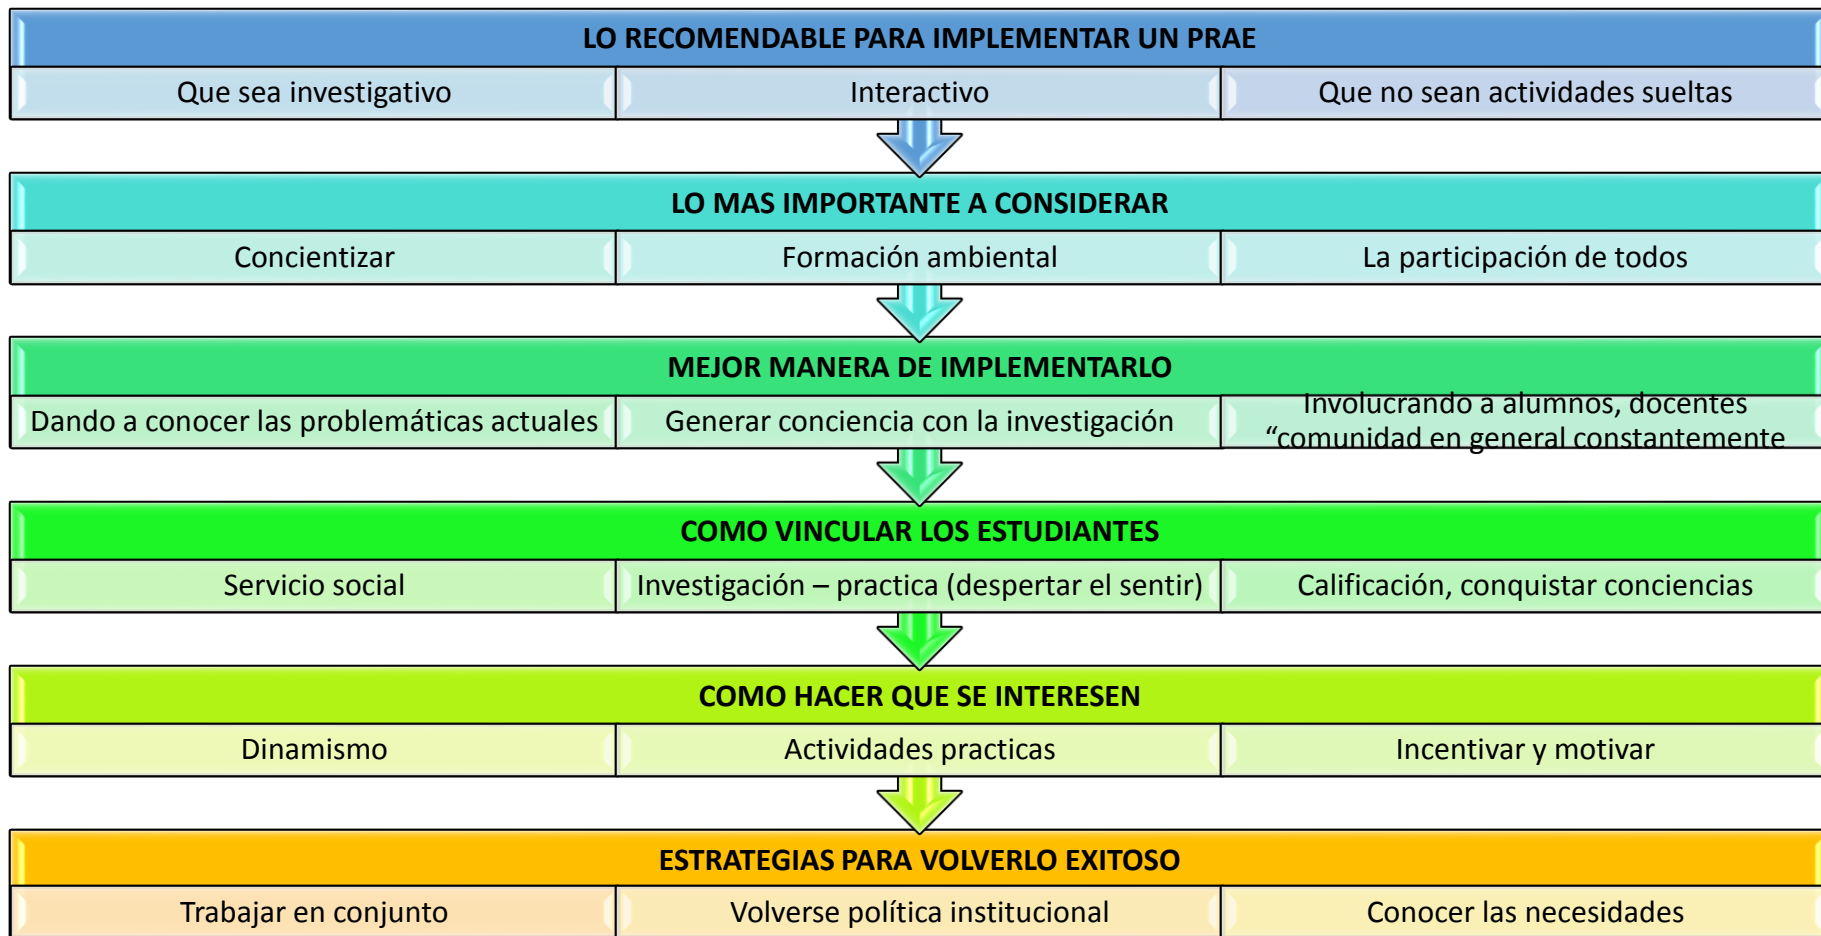 LO RECOMENDABLE PARA IMPLEMENTAR UN PRAE
Que sea investigativo
Interactivo
Que no sean actividades sueltas
LO MAS IMPORTANTE A CONSIDERAR
Concientizar
Formación ambiental
La participación de todos
MEJOR MANERA DE IMPLEMENTARLO
Dando a conocer las problemáticas actuales
Generar conciencia con la investigación
Involucrando a alumnos, docentes
“comunidad en general constantemente
COMO VINCULAR LOS ESTUDIANTES
Servicio social
Investigación – practica (despertar el sentir)
Calificación, conquistar conciencias
COMO HACER QUE SE INTERESEN
Dinamismo
Actividades practicas
Incentivar y motivar
ESTRATEGIAS PARA VOLVERLO EXITOSO
Trabajar en conjunto
Volverse política institucional
Conocer las necesidades